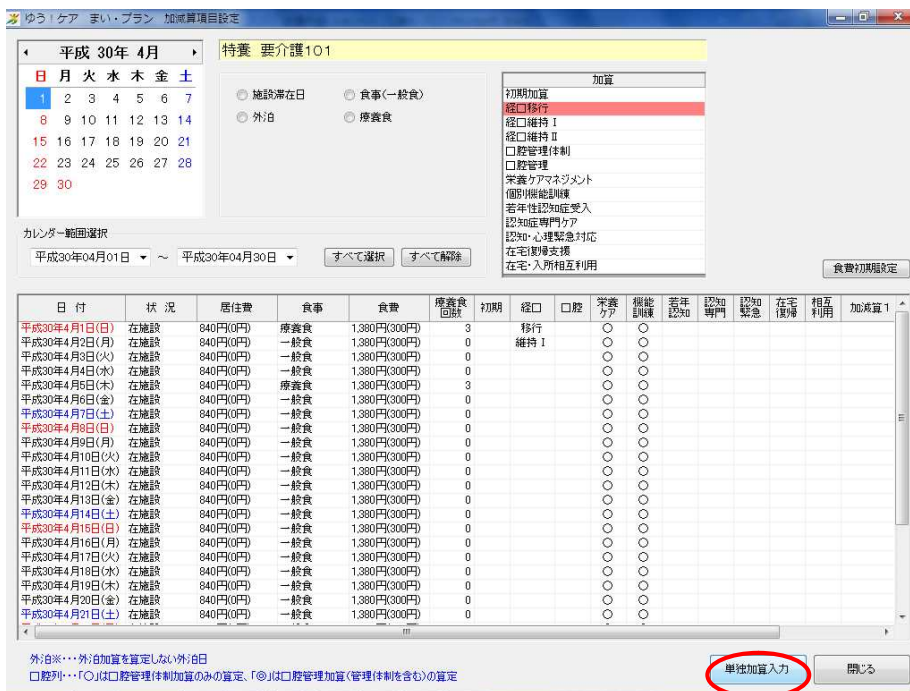 ゆう!ケア まい・プラン 加減算項目設定
平成 30年 4月
日 月 火 水 木 金 土
1 2 3 4 5 6 7
8 9 10 11 12 13 14
15 16 17 18 19 20 21
22 23 24 25 26 27 28
29 30
特養 要介護101
施設滞在日 食事(一般食)
外泊 療養食
加算
初期加算
経口移行
経口維持Ⅰ
経口維持Ⅱ
口腔管理体制
口腔管理
栄養ケアマネジメント
個別機能訓練
若年性認知症受入
認知症専門ケア
認知・心理緊急対応
在宅復帰支援
在宅・入所相互利用
カレンダー範囲選択
平成30年04月01日 ~ 平成30年04月30日 すべて選択 すべて解除
食費初期設定
日 付 状 況 居住費 食事 食費 療養食回数 初期 経口 口腔 栄養ケア 機能訓練 若年認知 認知専門 認知緊急 在宅復帰 相互利用 加減算1
平成30年4月1日(日) 在施設 840円(0円) 療養食 1,380円(300円) 3 移行 ○ ○
平成30年4月2日(月) 在施設 840円(0円) 一般食 1,380円(300円) 0 維持Ⅰ ○ ○
平成30年4月3日(火) 在施設 840円(0円) 一般食 1,380円(300円) 0 ○ ○
平成30年4月4日(水) 在施設 840円(0円) 一般食 1,380円(300円) 0 ○ ○
平成30年4月5日(木) 在施設 840円(0円) 療養食 1,380円(300円) 3 ○ ○
平成30年4月6日(金) 在施設 840円(0円) 一般食 1,380円(300円) 0 ○ ○
平成30年4月7日(土) 在施設 840円(0円) 一般食 1,380円(300円) 0 ○ ○
平成30年4月8日(日) 在施設 840円(0円) 一般食 1,380円(300円) 0 ○ ○
平成30年4月9日(月) 在施設 840円(0円) 一般食 1,380円(300円) 0 ○ ○
平成30年4月10日(火) 在施設 840円(0円) 一般食 1,380円(300円) 0 ○ ○
平成30年4月11日(水) 在施設 840円(0円) 一般食 1,380円(300円) 0 ○ ○
平成30年4月12日(木) 在施設 840円(0円) 一般食 1,380円(300円) 0 ○ ○
平成30年4月13日(金) 在施設 840円(0円) 一般食 1,380円(300円) 0 ○ ○
平成30年4月14日(土) 在施設 840円(0円) 一般食 1,380円(300円) 0 ○ ○
平成30年4月15日(日) 在施設 840円(0円) 一般食 1,380円(300円) 0 ○ ○
平成30年4月16日(月) 在施設 840円(0円) 一般食 1,380円(300円) 0 ○ ○
平成30年4月17日(火) 在施設 840円(0円) 一般食 1,380円(300円) 0 ○ ○
平成30年4月18日(水) 在施設 840円(0円) 一般食 1,380円(300円) 0 ○ ○
平成30年4月19日(木) 在施設 840円(0円) 一般食 1,380円(300円) 0 ○ ○
平成30年4月20日(金) 在施設 840円(0円) 一般食 1,380円(300円) 0 ○ ○
平成30年4月21日(土) 在施設 840円(0円) 一般食 1,380円(300円) 0 ○ ○
外泊※・・・外泊加算を算定しない外泊日
口腔列・・・「○」は口腔管理体制加算のみの算定、「◎」は口腔管理加算(管理体制を含む)の算定
単独加算入力 閉じる